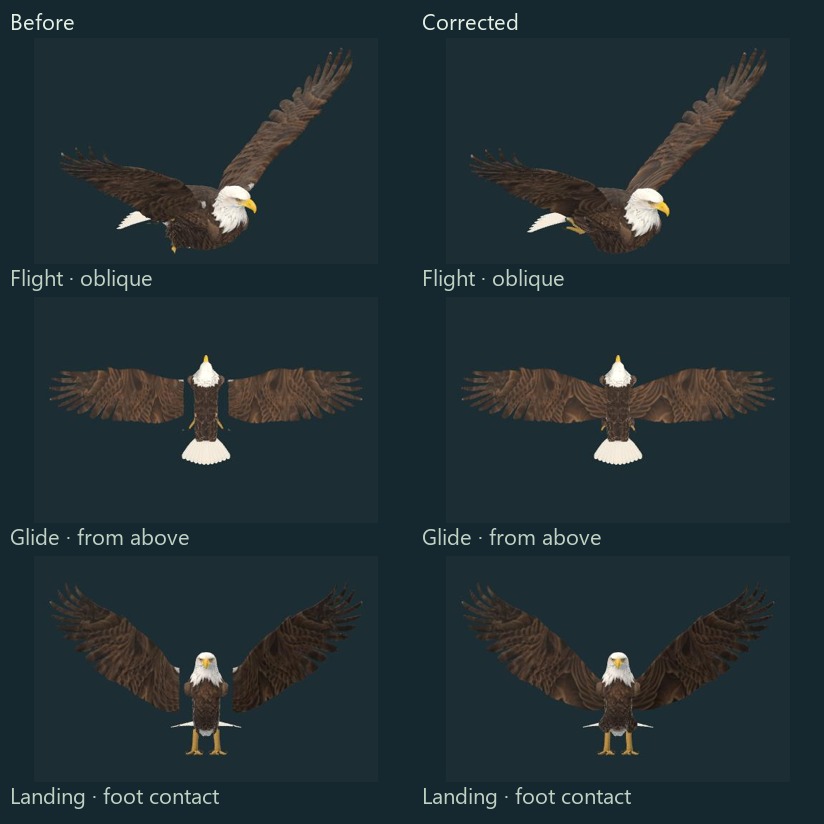 Before
Corrected
Flight · oblique
Flight · oblique
Glide · from above
Glide · from above
Landing · foot contact
Landing · foot contact